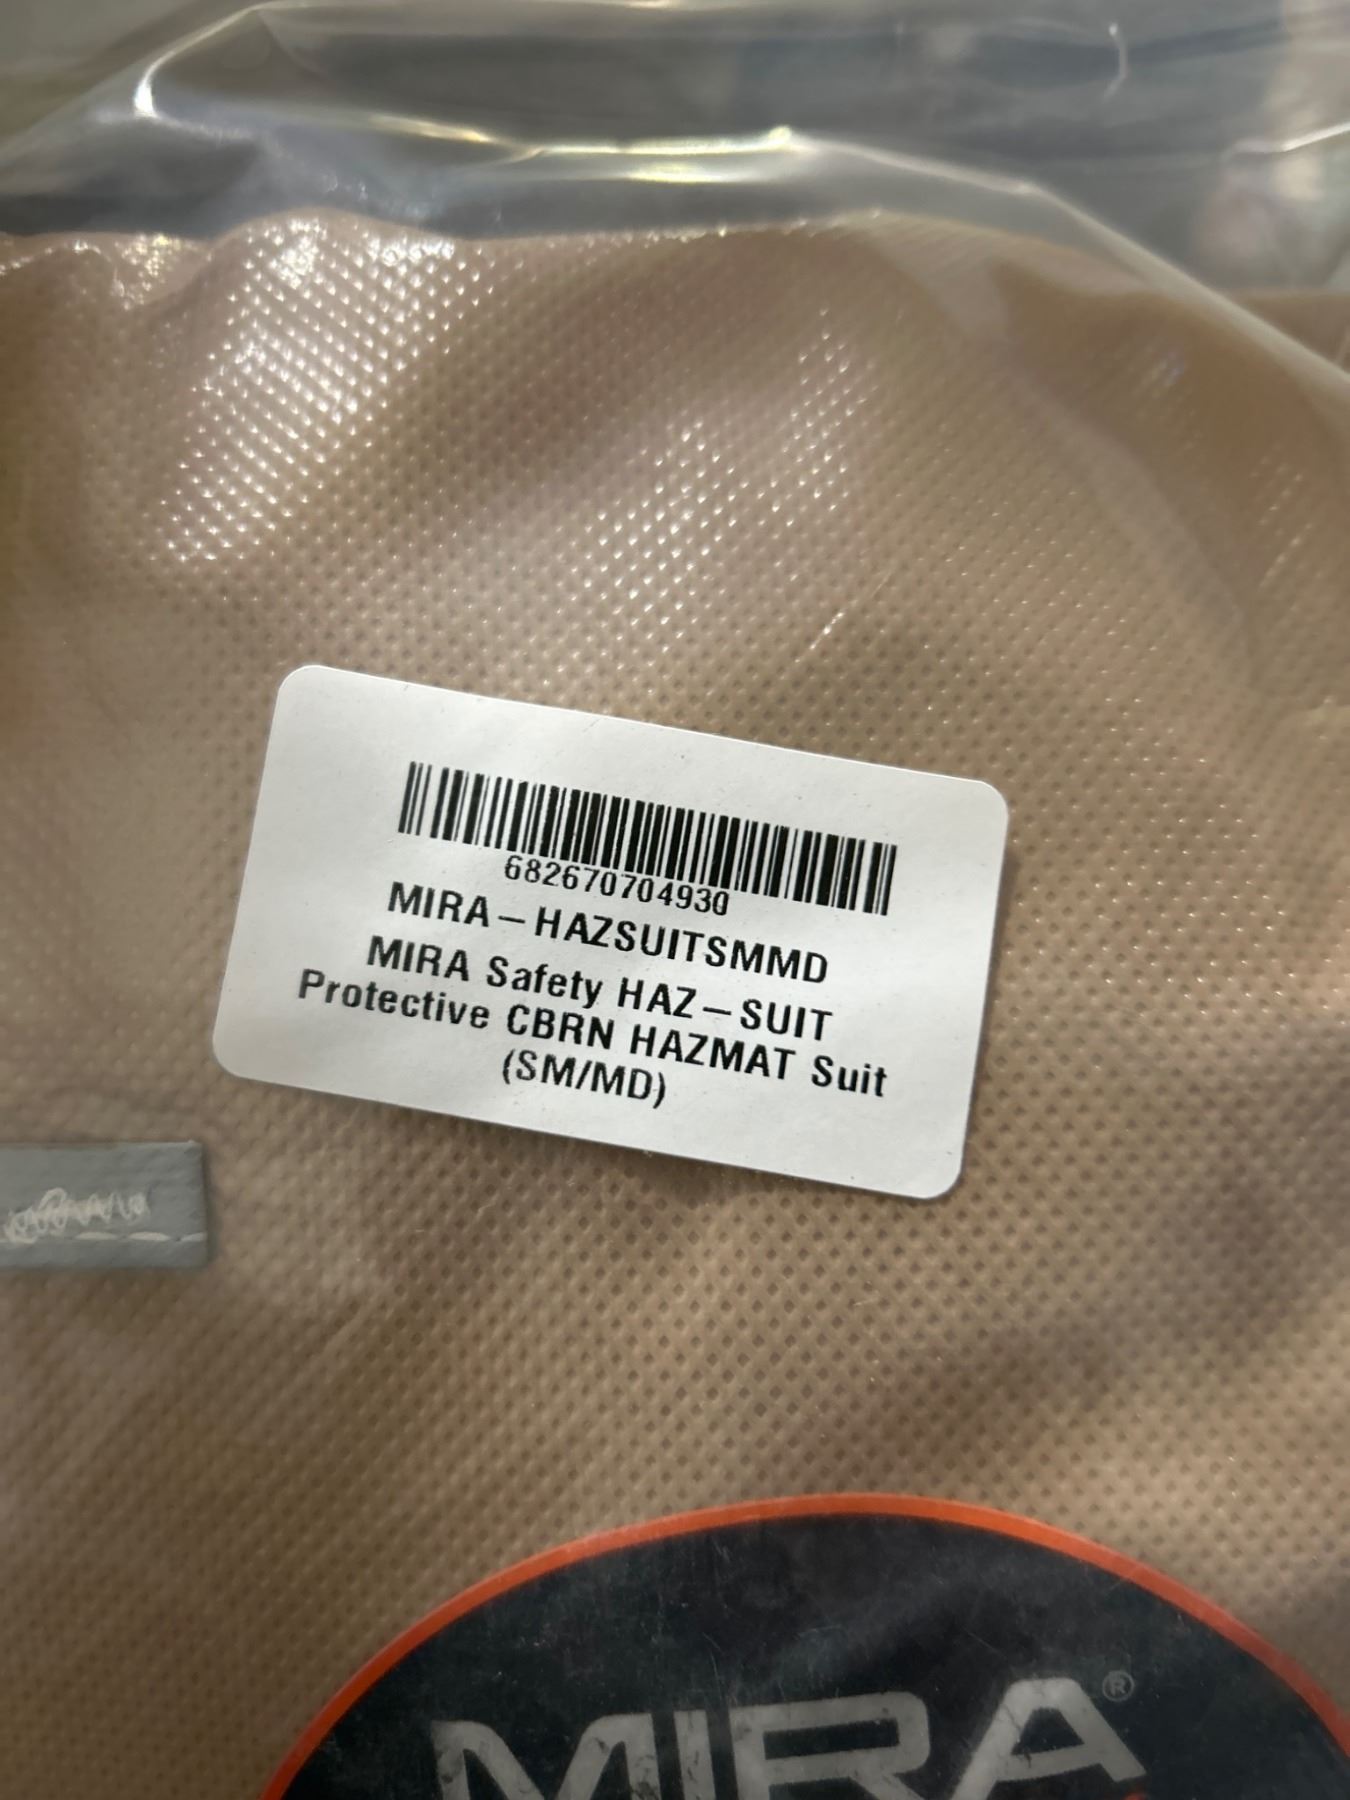 682670704930
MIRA-HAZSUITSMMD
MIRA Safety HAZ-SUIT
Protective CBRN HAZMAT Suit
(SM/MD)
MIRA®